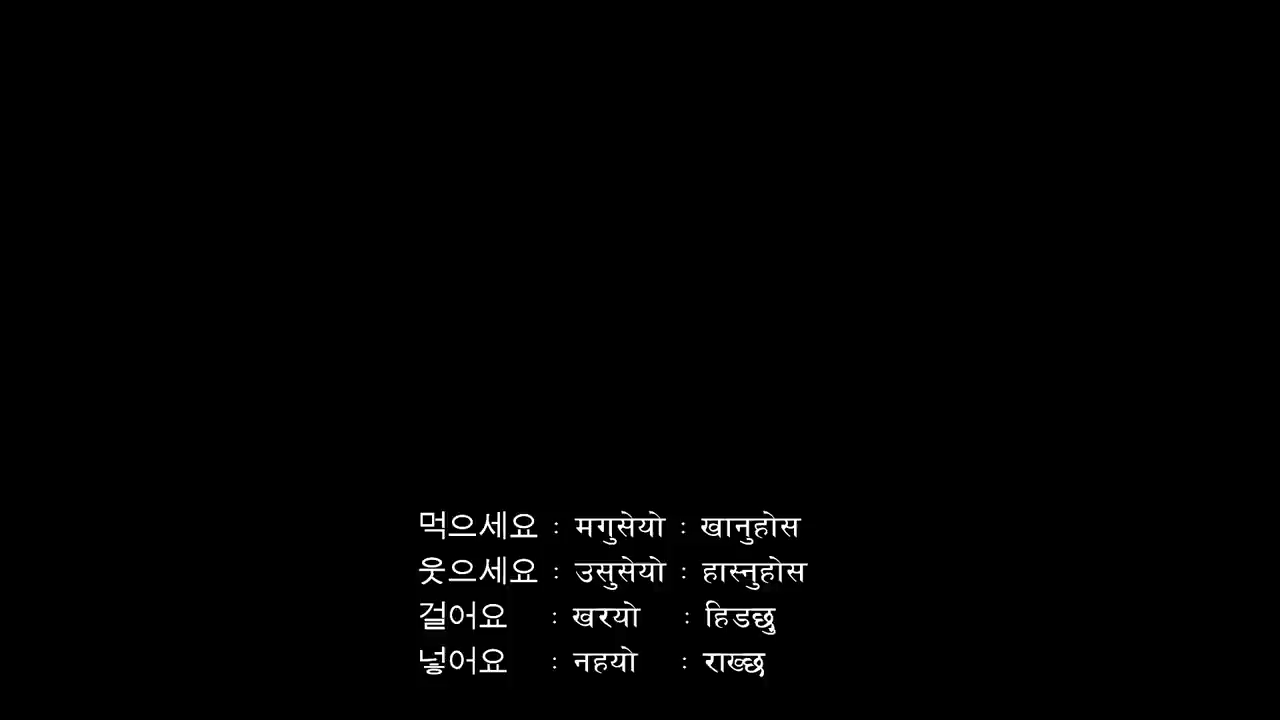 먹으세요 : मगुसेयो : खानुहोस
웃으세요 : उसुसेयो : हास्नुहोस
걸어요 : खरयो : हिडछु
넣어요 : नहयो : राख्छ